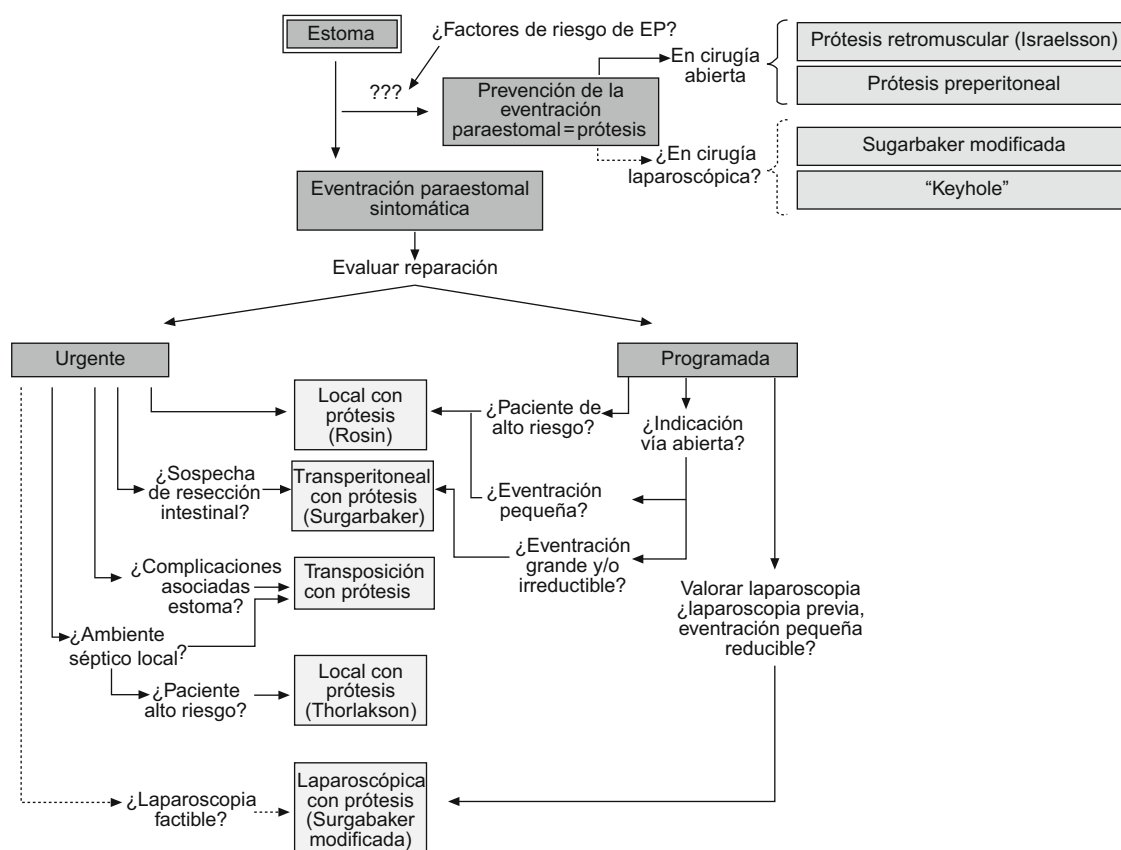 Estoma
¿Factores de riesgo de EP?
???
Prevención de la
eventración
paraestomal=prótesis
En cirugía
abierta
Prótesis retromuscular (Israelsson)
Prótesis preperitoneal
¿En cirugía
laparoscópica?
Sugarbaker modificada
“Keyhole”
Eventración paraestomal
sintomática
Evaluar reparación
Urgente
Programada
Local con
prótesis
(Rosin)
¿Paciente de
alto riesgo?
¿Indicación
vía abierta?
¿Sospecha
de resección
intestinal?
Transperitoneal
con prótesis
(Surgarbaker)
¿Eventración
pequeña?
¿Eventración
grande y/o
irreductible?
¿Complicaciones
asociadas
estoma?
Transposición
con prótesis
Valorar laparoscopia
¿laparoscopia previa,
eventración pequeña
reducible?
¿Ambiente
séptico local?
¿Paciente
alto riesgo?
Local con
prótesis
(Thorlakson)
¿Laparoscopia
factible?
Laparoscópica
con prótesis
(Surgabaker
modificada)